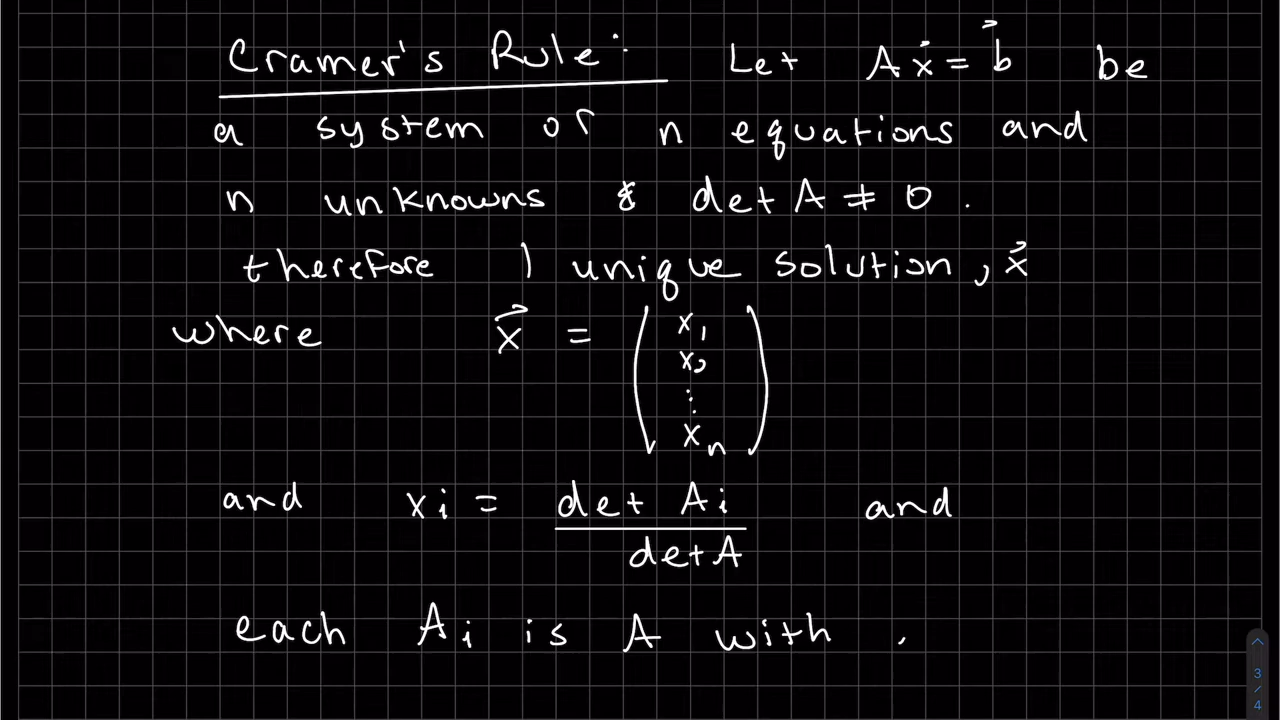 Cramer's Rule: Let Ax⃗ = b⃗ be
a system of n equations and
n unknowns & det A ≠ 0.
therefore 1 unique solution, x⃗
where x⃗ = (x₁ x₂ ⋮ xₙ)
and xi = det Ai / det A and
each Ai is A with
3/4